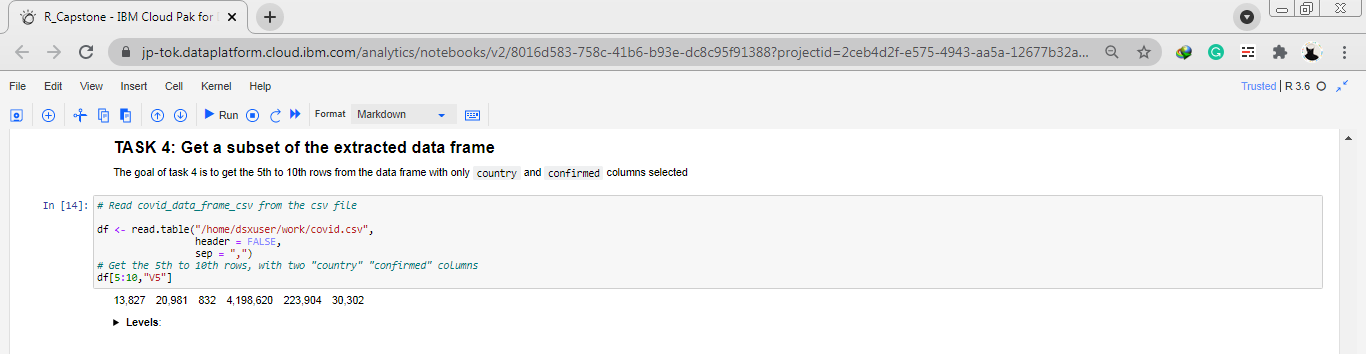 R_Capstone - IBM Cloud Pak for
jp-tok.dataplatform.cloud.ibm.com/analytics/notebooks/v2/8016d583-758c-41b6-b93e-dc8c95f91388?projectid=2ceb4d2f-e575-4943-aa5a-12677b32a...
File Edit View Insert Cell Kernel Help Trusted | R 3.6
Run Format Markdown
TASK 4: Get a subset of the extracted data frame
The goal of task 4 is to get the 5th to 10th rows from the data frame with only country and confirmed columns selected
In [14]: # Read covid_data_frame_csv from the csv file
df <- read.table("/home/dsxuser/work/covid.csv",
header = FALSE,
sep = ",")
# Get the 5th to 10th rows, with two "country" "confirmed" columns
df[5:10,"V5"]
13,827 20,981 832 4,198,620 223,904 30,302
Levels: